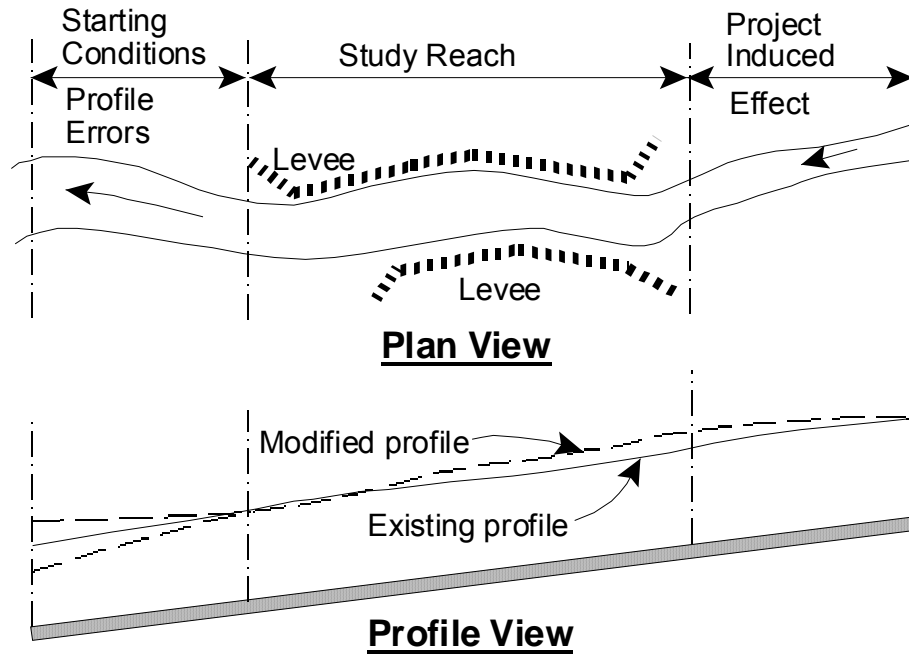 Starting
Conditions
Profile
Errors
Study Reach
Project
Induced
Effect
Levee
Levee
Plan View
Modified profile
Existing profile
Profile View